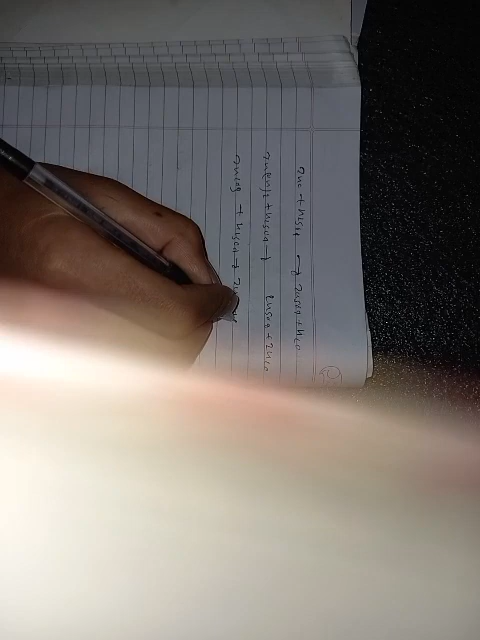 ZnO + H2SO4 → ZnSO4 + H2O
Zn(OH)2 + H2SO4 → ZnSO4 + 2H2O
ZnCO3 + H2SO4 →